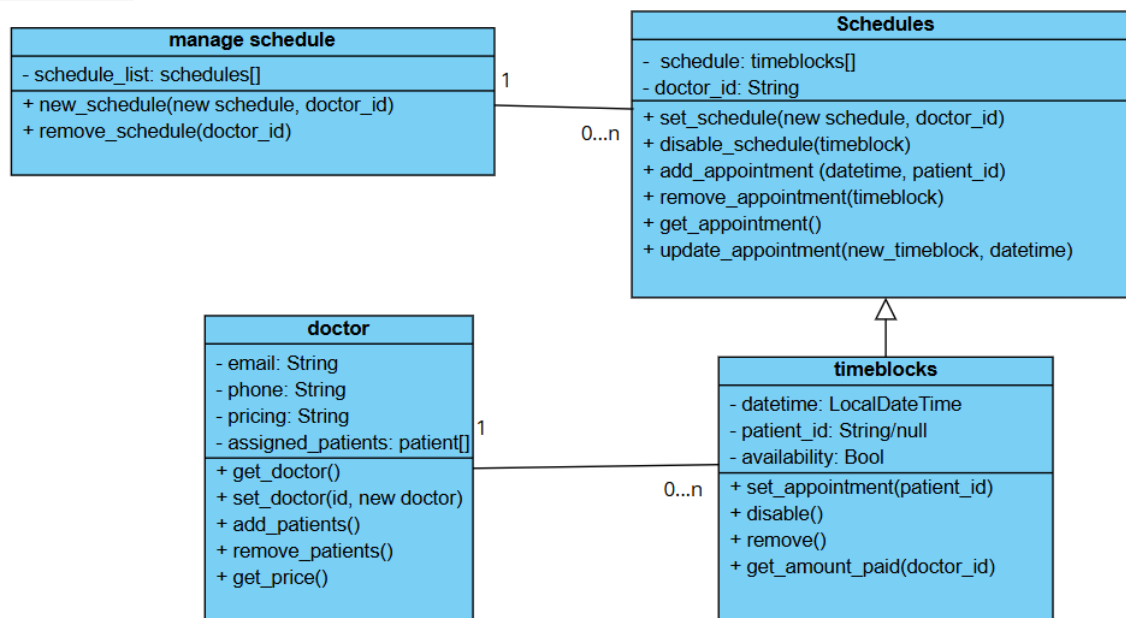 manage schedule
- schedule_list: schedules[]
+ new_schedule(new schedule, doctor_id)
+ remove_schedule(doctor_id)
1
0...n
Schedules
- schedule: timeblocks[]
- doctor_id: String
+ set_schedule(new schedule, doctor_id)
+ disable_schedule(timeblock)
+ add_appointment (datetime, patient_id)
+ remove_appointment(timeblock)
+ get_appointment()
+ update_appointment(new_timeblock, datetime)
doctor
- email: String
- phone: String
- pricing: String
- assigned_patients: patient[]
+ get_doctor()
+ set_doctor(id, new doctor)
+ add_patients()
+ remove_patients()
+ get_price()
1
0...n
timeblocks
- datetime: LocalDateTime
- patient_id: String/null
- availability: Bool
+ set_appointment(patient_id)
+ disable()
+ remove()
+ get_amount_paid(doctor_id)